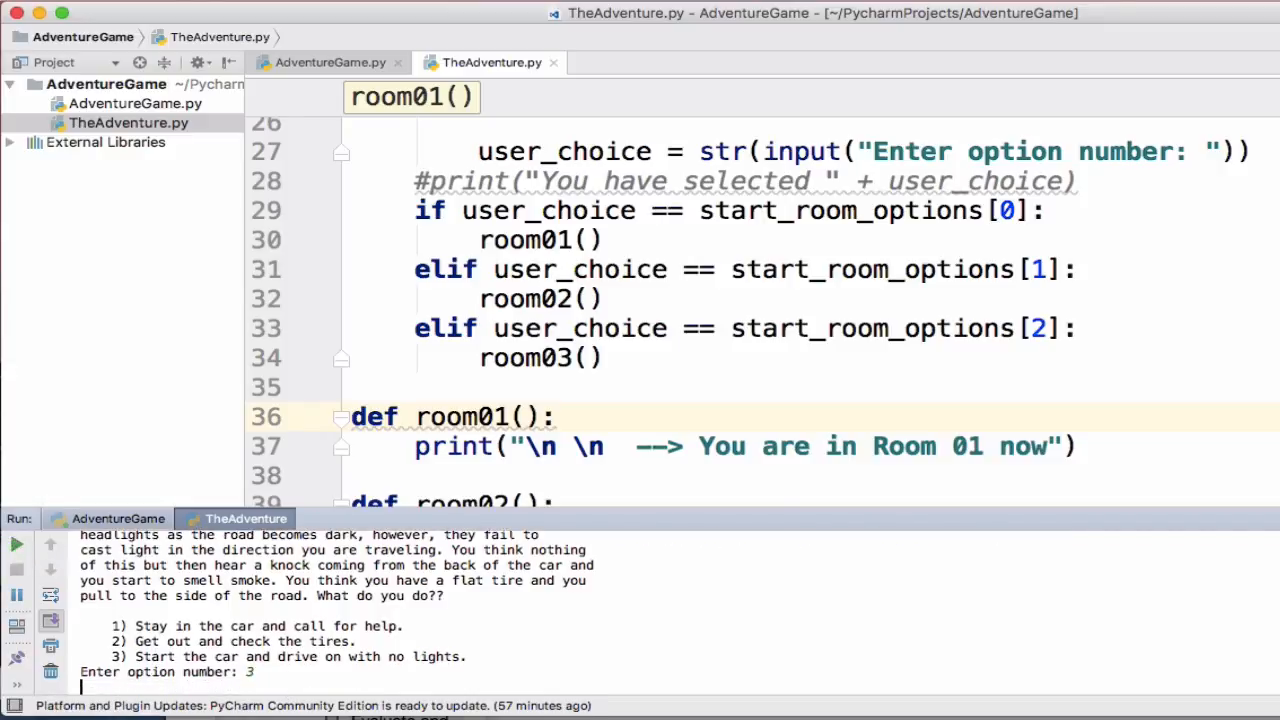 TheAdventure.py - AdventureGame - [~/PycharmProjects/AdventureGame]
AdventureGame TheAdventure.py
Project AdventureGame.py TheAdventure.py
AdventureGame ~/Pycharm
AdventureGame.py
TheAdventure.py
External Libraries
room01()
26
27 user_choice = str(input("Enter option number: "))
28 #print("You have selected " + user_choice)
29 if user_choice == start_room_options[0]:
30 room01()
31 elif user_choice == start_room_options[1]:
32 room02()
33 elif user_choice == start_room_options[2]:
34 room03()
35
36 def room01():
37 print("\n \n --> You are in Room 01 now")
38
39 def room02():
Run: AdventureGame TheAdventure
headlights as the road becomes dark, however, they fail to
cast light in the direction you are traveling. You think nothing
of this but then hear a knock coming from the back of the car and
you start to smell smoke. You think you have a flat tire and you
pull to the side of the road. What do you do??
1) Stay in the car and call for help.
2) Get out and check the tires.
3) Start the car and drive on with no lights.
Enter option number: 3
Platform and Plugin Updates: PyCharm Community Edition is ready to update. (57 minutes ago)